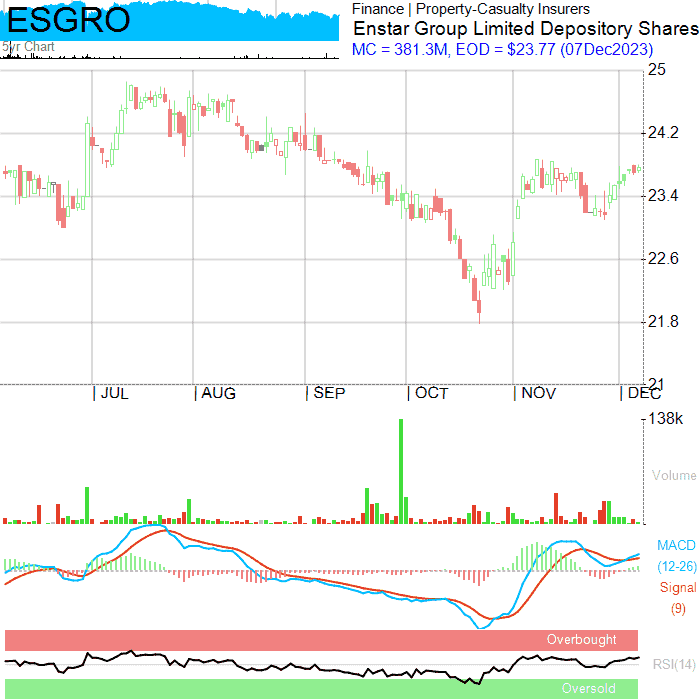 ESGRO
5yr Chart
Finance | Property-Casualty Insurers
Enstar Group Limited Depository Shares
MC = 381.3M, EOD = $23.77 (07Dec2023)
25
24.2
23.4
22.6
21.8
21
| JUL | AUG | SEP | OCT | NOV | DEC
138k
Volume
MACD
(12-26)
Signal
(9)
Overbought
RSI(14)
Oversold